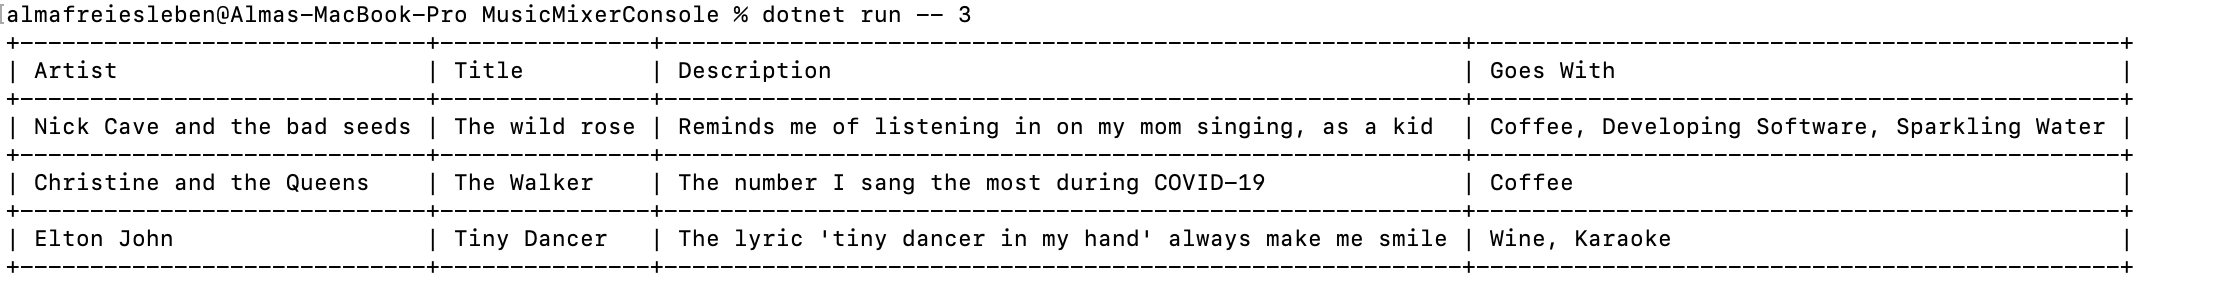 [almafreiesleben@Almas-MacBook-Pro MusicMixerConsole % dotnet run -- 3
+-----------------------------+---------------+---------------------------------------------------------+----------------------------------------------+
| Artist                      | Title         | Description                                             | Goes With                                    |
+-----------------------------+---------------+---------------------------------------------------------+----------------------------------------------+
| Nick Cave and the bad seeds | The wild rose | Reminds me of listening in on my mom singing, as a kid  | Coffee, Developing Software, Sparkling Water |
+-----------------------------+---------------+---------------------------------------------------------+----------------------------------------------+
| Christine and the Queens    | The Walker    | The number I sang the most during COVID-19              | Coffee                                       |
+-----------------------------+---------------+---------------------------------------------------------+----------------------------------------------+
| Elton John                  | Tiny Dancer   | The lyric 'tiny dancer in my hand' always make me smile | Wine, Karaoke                                |
+-----------------------------+---------------+---------------------------------------------------------+----------------------------------------------+